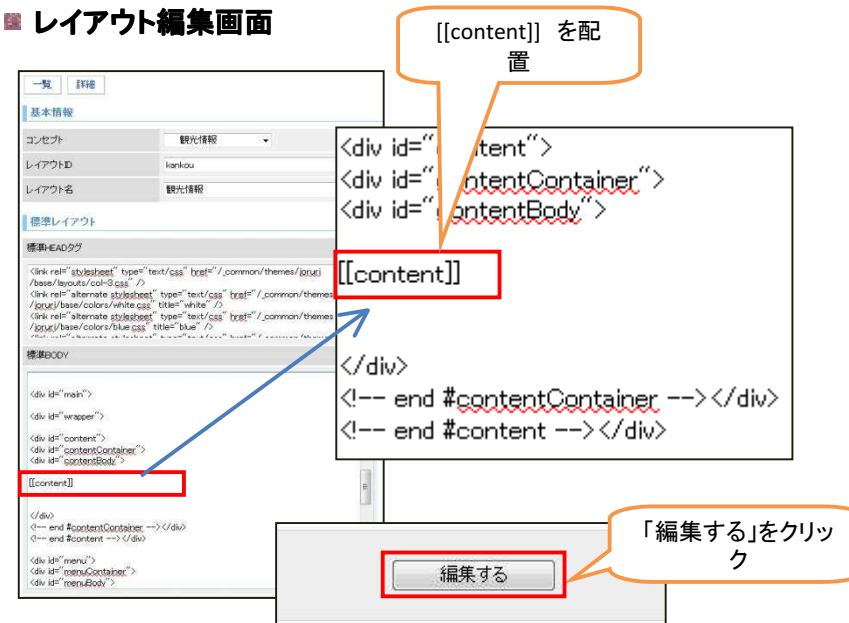 レイアウト編集画面
[[content]] を配
置
一覧 詳細
基本情報
コンセプト 観光情報
レイアウトID kankou
レイアウト名 観光情報
標準レイアウト
標準HEADタグ
<link rel="stylesheet" type="text/css" href="/_common/themes/joruri
/base/layouts/col-3.css" />
<link rel="alternate stylesheet" type="text/css" href="/_common/themes
/joruri/base/colors/white.css" title="white" />
<link rel="alternate stylesheet" type="text/css" href="/_common/themes
/joruri/base/colors/blue.css" title="blue" />
標準BODY
<div id="main">
<div id="wrapper">
<div id="content">
<div id="contentContainer">
<div id="contentBody">
[[content]]
</div>
<!-- end #contentContainer --></div>
<!-- end #content --></div>
<div id="menu">
<div id="menuContainer">
<div id="menuBody">
<div id="content">
<div id="contentContainer">
<div id="contentBody">
[[content]]
</div>
<!-- end #contentContainer --></div>
<!-- end #content --></div>
「編集する」をクリッ
ク
編集する